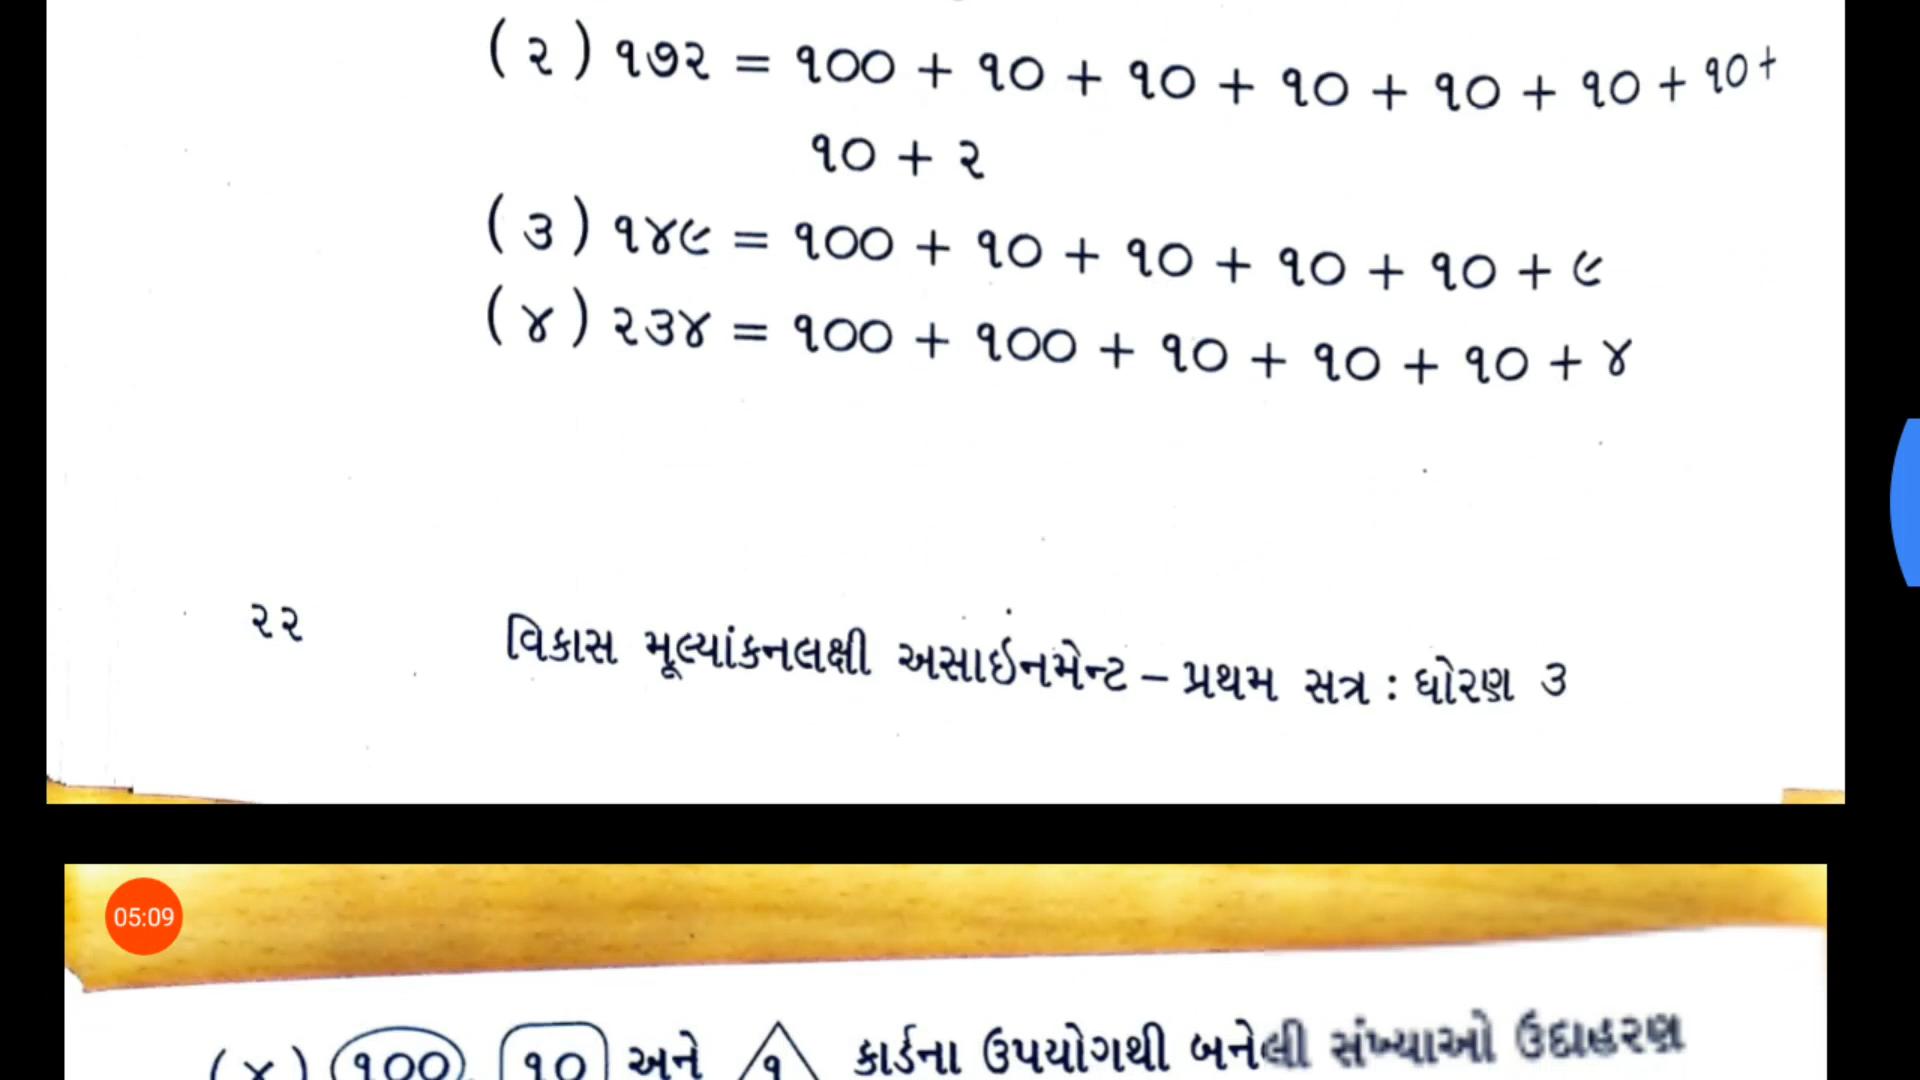 (૨) ૧૭૨ = ૧૦૦ + ૧૦ + ૧૦ + ૧૦ + ૧૦ + ૧૦ + ૧૦ +
૧૦ + ૨
(૩) ૧૪૯ = ૧૦૦ + ૧૦ + ૧૦ + ૧૦ + ૧૦ + ૯
(૪) ૨૩૪ = ૧૦૦ + ૧૦૦ + ૧૦ + ૧૦ + ૧૦ + ૪
૨૨ વિકાસ મૂલ્યાંકનલક્ષી અસાઇનમેન્ટ – પ્રથમ સત્ર : ધોરણ ૩
05:09
(૪) ૧૦૦, ૧૦ અને ૧ કાર્ડના ઉપયોગથી બનેલી સંખ્યાઓ ઉદાહરણ